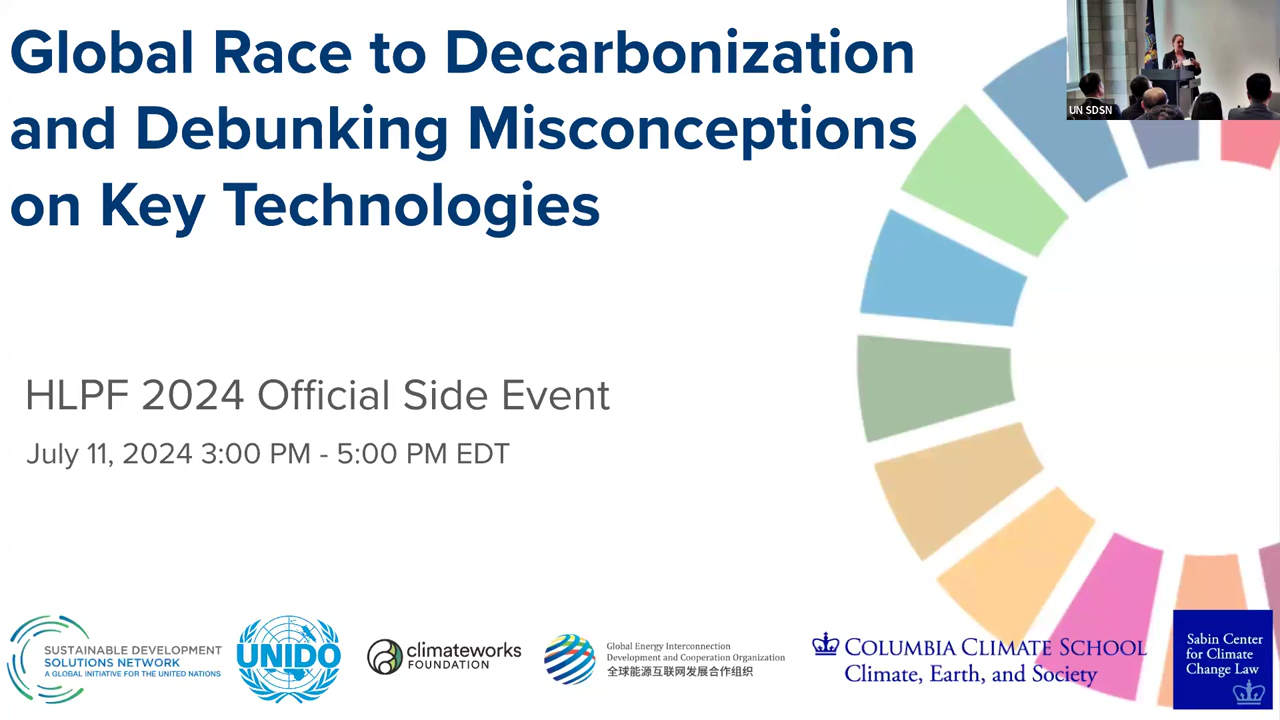 Global Race to Decarbonization
and Debunking Misconceptions
on Key Technologies
UN SDSN
HLPF 2024 Official Side Event
July 11, 2024 3:00 PM - 5:00 PM EDT
SUSTAINABLE DEVELOPMENT
SOLUTIONS NETWORK
A GLOBAL INITIATIVE FOR THE UNITED NATIONS
UNIDO
climateworks
FOUNDATION
Global Energy Interconnection
Development and Cooperation Organization
全球能源互联网发展合作组织
COLUMBIA CLIMATE SCHOOL
Climate, Earth, and Society
Sabin Center
for Climate
Change Law